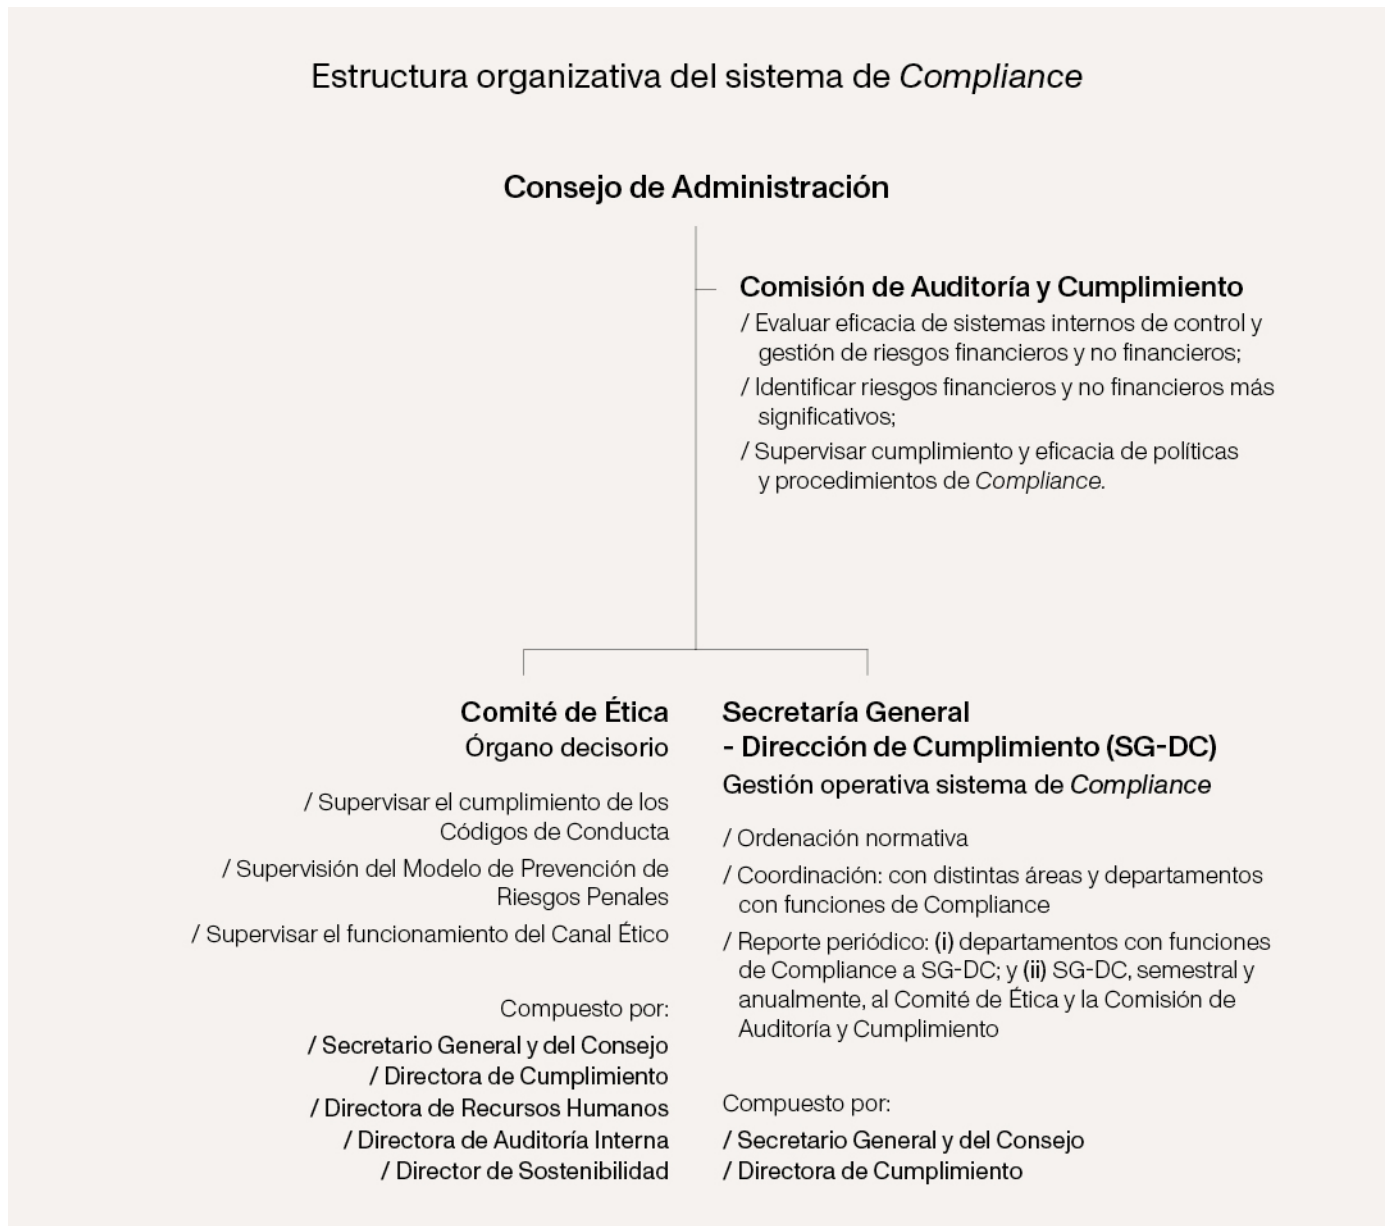 Estructura organizativa del sistema de Compliance
Consejo de Administración
Comisión de Auditoría y Cumplimiento
/ Evaluar eficacia de sistemas internos de control y
gestión de riesgos financieros y no financieros;
/ Identificar riesgos financieros y no financieros más
significativos;
/ Supervisar cumplimiento y eficacia de políticas
y procedimientos de Compliance.
Comité de Ética
Órgano decisorio
/ Supervisar el cumplimiento de los
Códigos de Conducta
/ Supervisión del Modelo de Prevención de
Riesgos Penales
/ Supervisar el funcionamiento del Canal Ético
Compuesto por:
/ Secretario General y del Consejo
/ Directora de Cumplimiento
/ Directora de Recursos Humanos
/ Directora de Auditoría Interna
/ Director de Sostenibilidad
Secretaría General
- Dirección de Cumplimiento (SG-DC)
Gestión operativa sistema de Compliance
/ Ordenación normativa
/ Coordinación: con distintas áreas y departamentos
con funciones de Compliance
/ Reporte periódico: (i) departamentos con funciones
de Compliance a SG-DC; y (ii) SG-DC, semestral y
anualmente, al Comité de Ética y la Comisión de
Auditoría y Cumplimiento
Compuesto por:
/ Secretario General y del Consejo
/ Directora de Cumplimiento